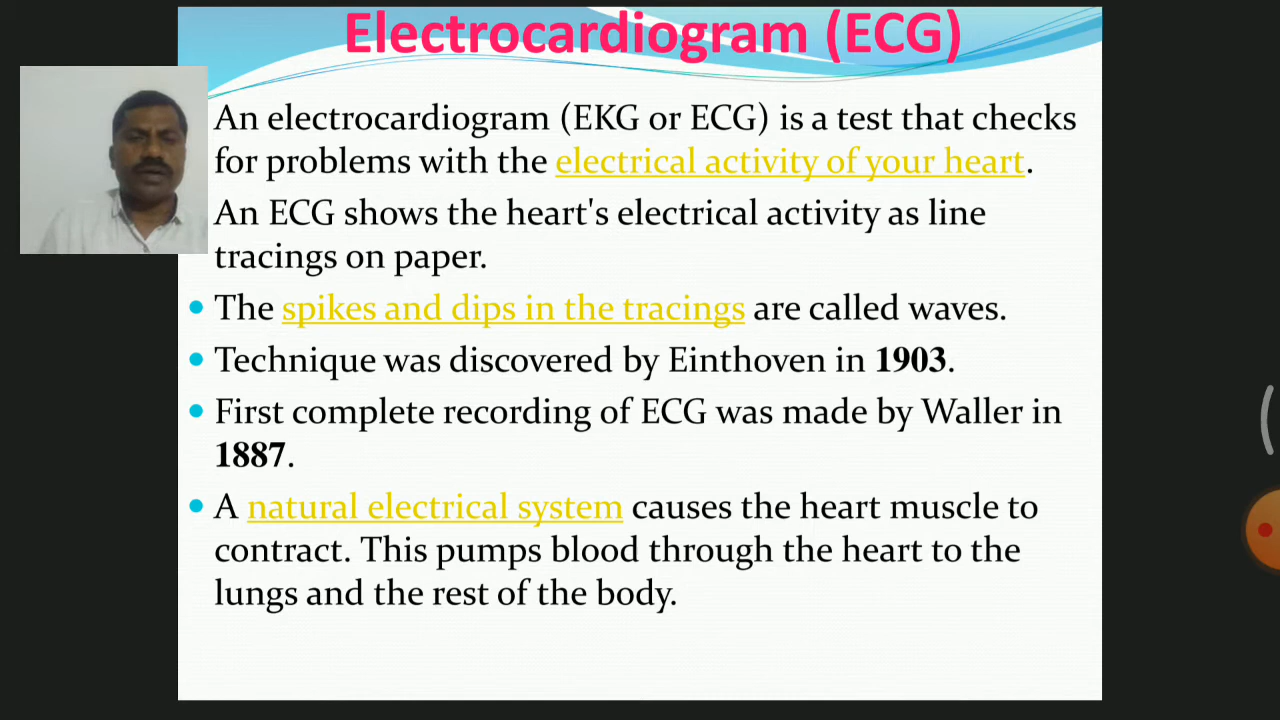 Electrocardiogram (ECG)
An electrocardiogram (EKG or ECG) is a test that checks
for problems with the electrical activity of your heart.
An ECG shows the heart's electrical activity as line
tracings on paper.
• The spikes and dips in the tracings are called waves.
• Technique was discovered by Einthoven in 1903.
• First complete recording of ECG was made by Waller in
1887.
• A natural electrical system causes the heart muscle to
contract. This pumps blood through the heart to the
lungs and the rest of the body.